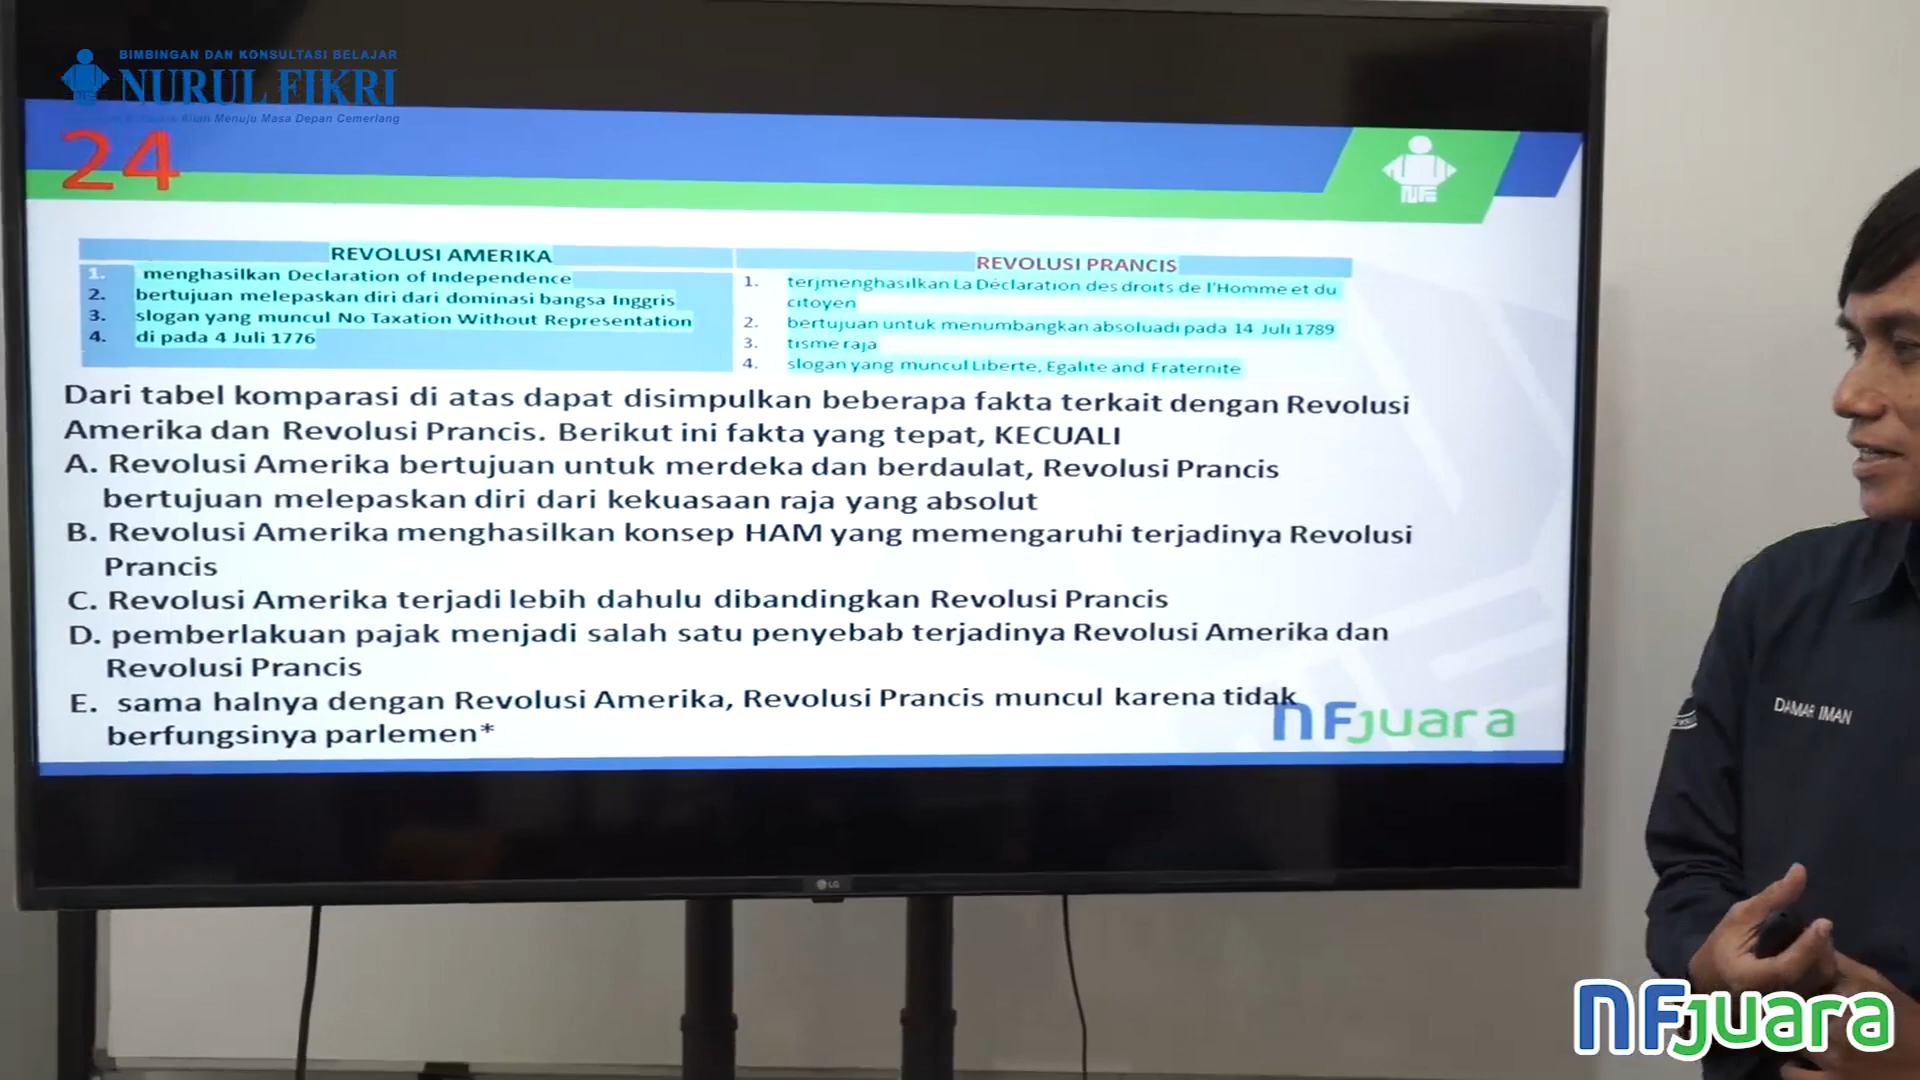 BIMBINGAN DAN KONSULTASI BELAJAR
NURUL FIKRI
Menuju Masa Depan Cemerlang
24
NF
REVOLUSI AMERIKA
1. menghasilkan Declaration of Independence
2. bertujuan melepaskan diri dari dominasi bangsa Inggris
3. slogan yang muncul No Taxation Without Representation
4. di pada 4 Juli 1776
REVOLUSI PRANCIS
1. terjmenghasilkan La Déclaration des droits de l'Homme et du
citoyen
2. bertujuan untuk menumbangkan absoluadi pada 14 Juli 1789
3. tisme raja
4. slogan yang muncul Liberte, Egalite and Fraternite
Dari tabel komparasi di atas dapat disimpulkan beberapa fakta terkait dengan Revolusi
Amerika dan Revolusi Prancis. Berikut ini fakta yang tepat, KECUALI
A. Revolusi Amerika bertujuan untuk merdeka dan berdaulat, Revolusi Prancis
bertujuan melepaskan diri dari kekuasaan raja yang absolut
B. Revolusi Amerika menghasilkan konsep HAM yang memengaruhi terjadinya Revolusi
Prancis
C. Revolusi Amerika terjadi lebih dahulu dibandingkan Revolusi Prancis
D. pemberlakuan pajak menjadi salah satu penyebab terjadinya Revolusi Amerika dan
Revolusi Prancis
E. sama halnya dengan Revolusi Amerika, Revolusi Prancis muncul karena tidak
berfungsinya parlemen*
NFjuara
LG
DAMAR IMAN
NFjuara